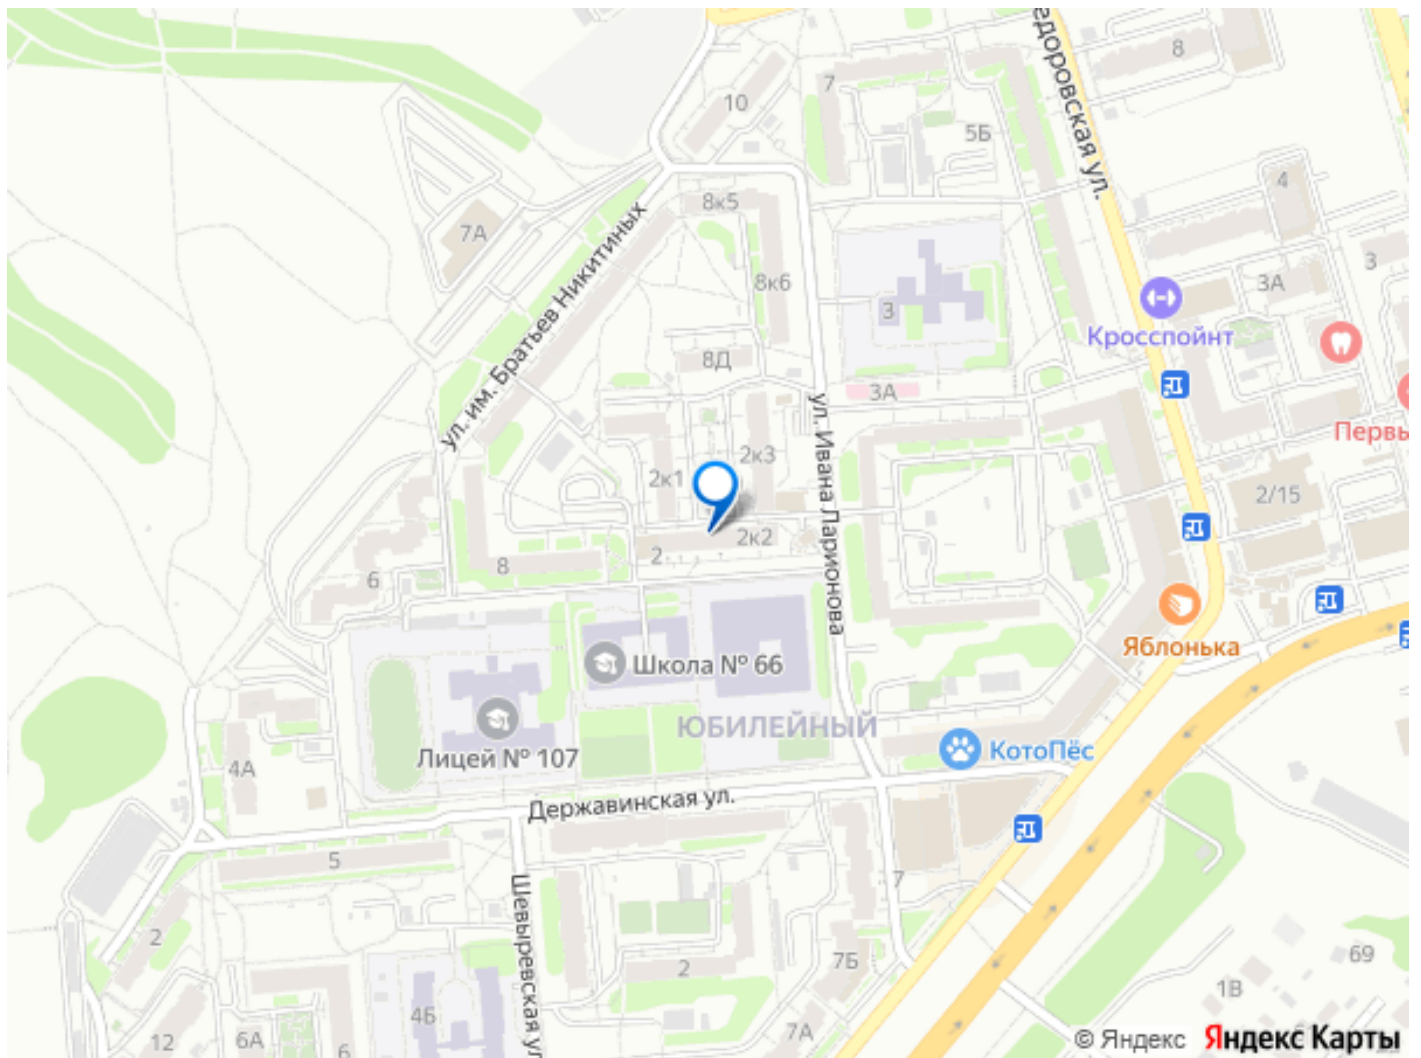 8
7
10
5Б
едоровская ул.
4
8к5
7А
ул. им. Братьев Никитиных
3
3А
8к6
3
Кросспойнт
8Д
3А
Первы
ул. Ивана Ларионова
2к3
2к1
2/15
2к2
2
8
6
Яблонька
Школа № 66
ЮБИЛЕЙНЫЙ
Лицей № 107
КотоПёс
4А
Державинская ул.
5
7
Шевыревская ул
2
69
7Б
2
1В
4Б
7А
12
6А
6
© Яндекс Яндекс Карты